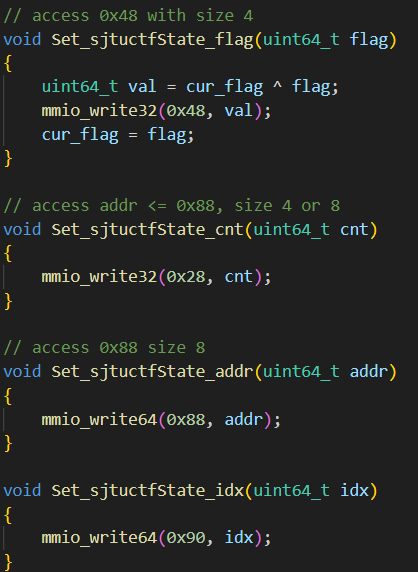 // access 0x48 with size 4
void Set_sjtuctfState_flag(uint64_t flag)
{
    uint64_t val = cur_flag ^ flag;
    mmio_write32(0x48, val);
    cur_flag = flag;
}

// access addr <= 0x88, size 4 or 8
void Set_sjtuctfState_cnt(uint64_t cnt)
{
    mmio_write32(0x28, cnt);
}

// access 0x88 size 8
void Set_sjtuctfState_addr(uint64_t addr)
{
    mmio_write64(0x88, addr);
}

void Set_sjtuctfState_idx(uint64_t idx)
{
    mmio_write64(0x90, idx);
}